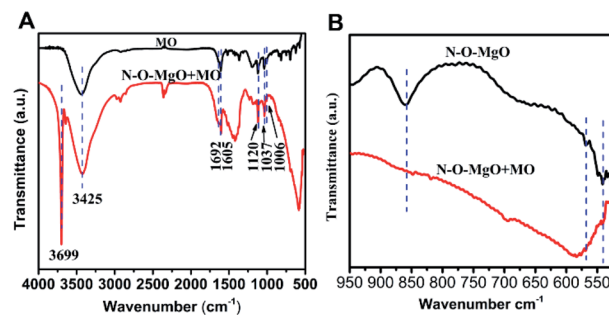 A
MO
N-O-MgO+MO
Transmittance (a.u.)
3699
3425
1692
1605
1120
1037
1006
4000 3500 3000 2500 2000 1500 1000 500
Wavenumber (cm-1)
B
N-O-MgO
N-O-MgO+MO
Transmittance (a.u.)
950 900 850 800 750 700 650 600 550
Wavenumber cm-1